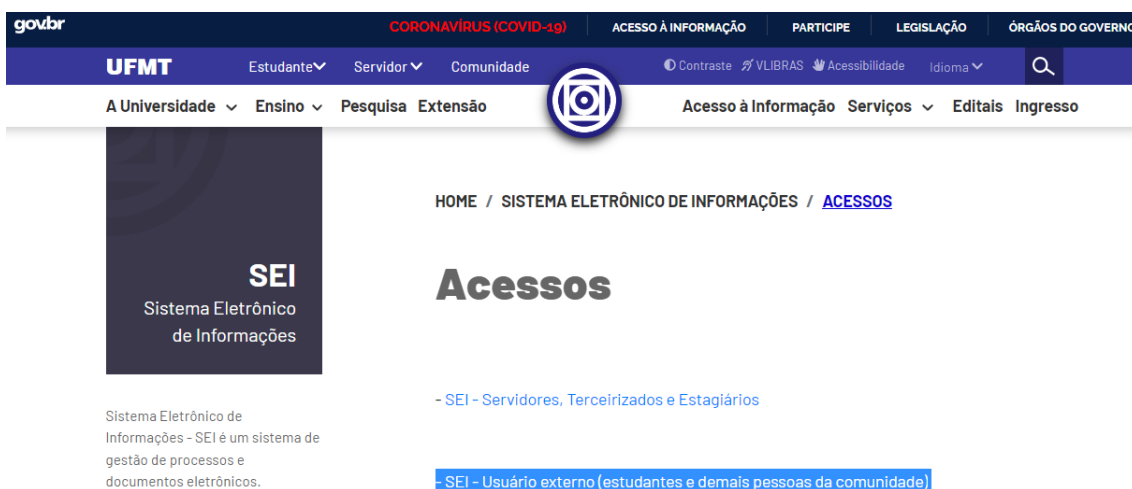 gov.br
CORONAVÍRUS (COVID-19)
ACESSO À INFORMAÇÃO
PARTICIPE
LEGISLAÇÃO
ÓRGÃOS DO GOVERNO
UFMT
Estudante
Servidor
Comunidade
Contraste
VLIBRAS
Acessibilidade
Idioma
A Universidade
Ensino
Pesquisa
Extensão
Acesso à Informação
Serviços
Editais
Ingresso
SEI
Sistema Eletrônico
de Informações
Sistema Eletrônico de
Informações - SEI é um sistema de
gestão de processos e
documentos eletrônicos.
HOME / SISTEMA ELETRÔNICO DE INFORMAÇÕES / ACESSOS
Acessos
- SEI - Servidores, Terceirizados e Estagiários
- SEI - Usuário externo (estudantes e demais pessoas da comunidade)